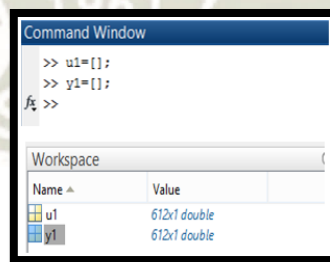 Command Window
>> u1=[];
>> y1=[];
fx >>
Workspace
Name Value
u1 612x1 double
y1 612x1 double